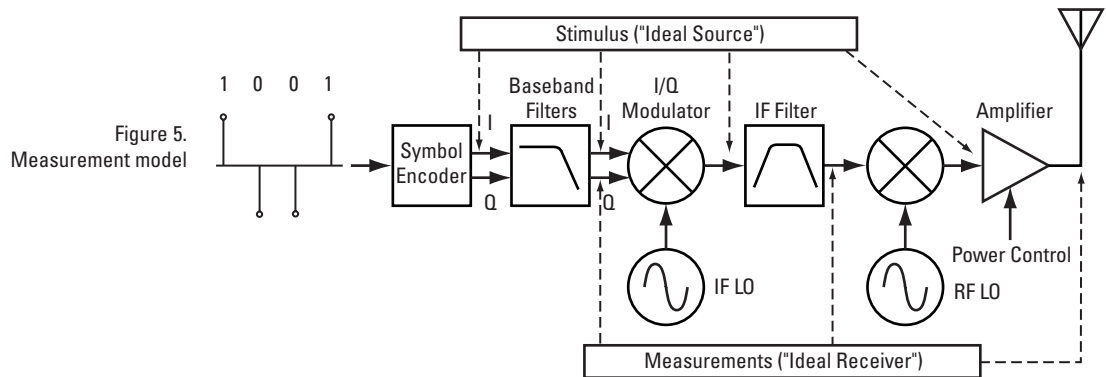 Stimulus ("Ideal Source")
1 0 0 1
Baseband
Filters
I/Q
Modulator
IF Filter
Amplifier
Figure 5.
Measurement model
I
I
Symbol
Encoder
Q
Q
Power Control
IF LO
RF LO
Measurements ("Ideal Receiver")